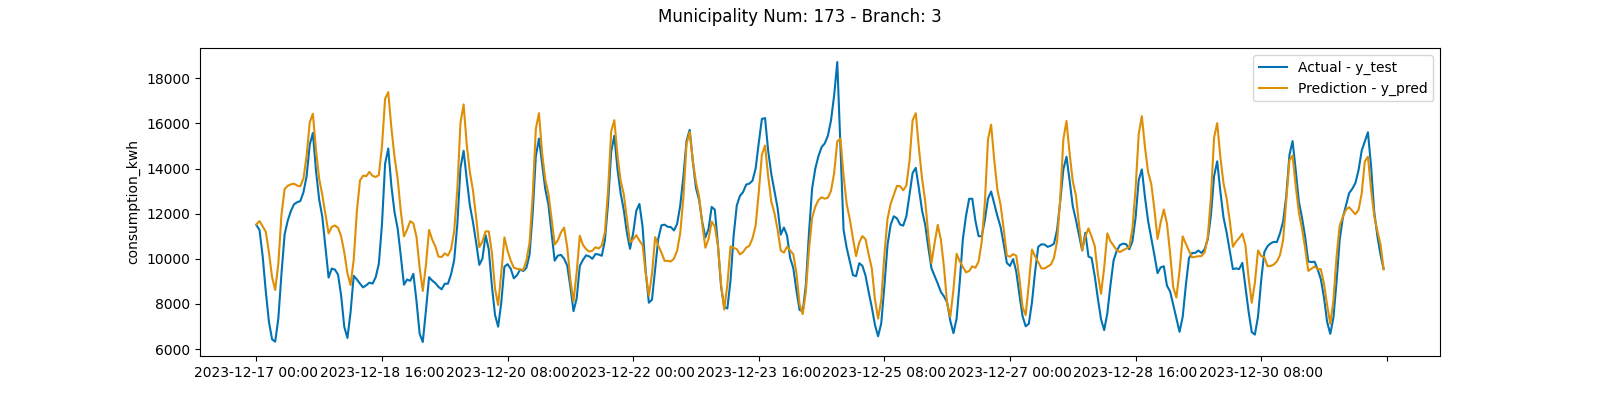 Municipality Num: 173 - Branch: 3
Actual - y_test
Prediction - y_pred
consumption_kwh
18000
16000
14000
12000
10000
8000
6000
2023-12-17 00:00 2023-12-18 16:00 2023-12-20 08:00 2023-12-22 00:00 2023-12-23 16:00 2023-12-25 08:00 2023-12-27 00:00 2023-12-28 16:00 2023-12-30 08:00